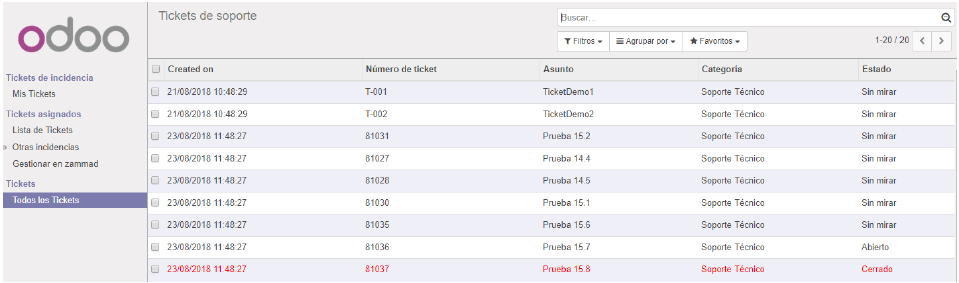 odoo
Tickets de incidencia
Mis Tickets
Tickets asignados
Lista de Tickets
Otras incidencias
Gestionar en zammad
Tickets
Todos los Tickets
Tickets de soporte
Buscar...
Filtros Agrupar por Favoritos 1-20 / 20
Created on Número de ticket Asunto Categoria Estado
21/08/2018 10:48:29 T-001 TicketDemo1 Soporte Técnico Sin mirar
21/08/2018 10:48:29 T-002 TicketDemo2 Soporte Técnico Sin mirar
23/08/2018 11:48:27 81031 Prueba 15.2 Soporte Técnico Sin mirar
23/08/2018 11:48:27 81027 Prueba 14.4 Soporte Técnico Sin mirar
23/08/2018 11:48:27 81028 Prueba 14.5 Soporte Técnico Sin mirar
23/08/2018 11:48:27 81030 Prueba 15.1 Soporte Técnico Sin mirar
23/08/2018 11:48:27 81035 Prueba 15.6 Soporte Técnico Sin mirar
23/08/2018 11:48:27 81036 Prueba 15.7 Soporte Técnico Abierto
23/08/2018 11:48:27 81037 Prueba 15.8 Soporte Técnico Cerrado